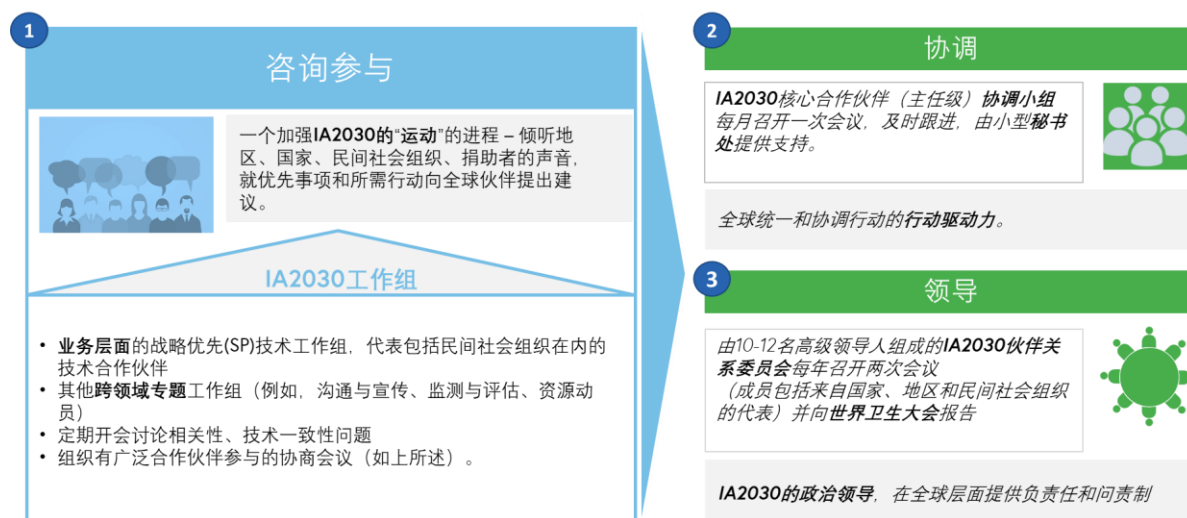 1
咨询参与
一个加强IA2030的“运动”的进程 – 倾听地
区、国家、民间社会组织、捐助者的声音，
就优先事项和所需行动向全球伙伴提出建
议。
IA2030工作组
• 业务层面的战略优先(SP)技术工作组，代表包括民间社会组织在内的
技术合作伙伴
• 其他跨领域专题工作组（例如，沟通与宣传、监测与评估、资源动
员）
• 定期开会讨论相关性、技术一致性问题
• 组织有广泛合作伙伴参与的协商会议（如上所述）。
2
协调
IA2030核心合作伙伴（主任级）协调小组
每月召开一次会议，及时跟进，由小型秘书
处提供支持。
全球统一和协调行动的行动驱动力。
3
领导
由10-12名高级领导人组成的IA2030伙伴关
系委员会每年召开两次会议
（成员包括来自国家、地区和民间社会组织
的代表）并向世界卫生大会报告
IA2030的政治领导，在全球层面提供负责任和问责制